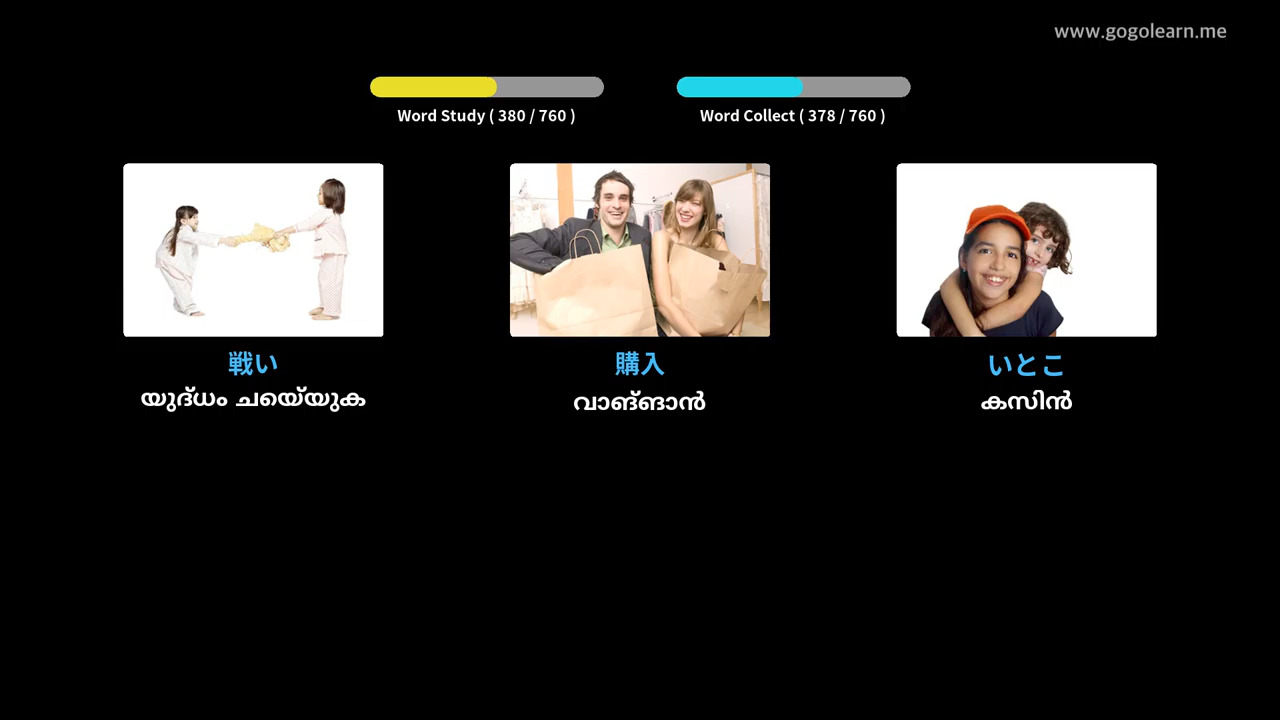 www.gogolearn.me
Word Study ( 380 / 760 )
Word Collect ( 378 / 760 )
戦い
യുദ്ധം ചയ്യെുക
購入
വാങ്ങാൻ
いとこ
കസിൻ